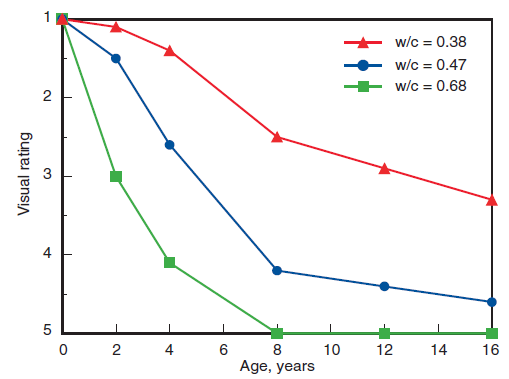 1
2
3
4
5
Visual rating
w/c = 0.38
w/c = 0.47
w/c = 0.68
0 2 4 6 8 10 12 14 16
Age, years